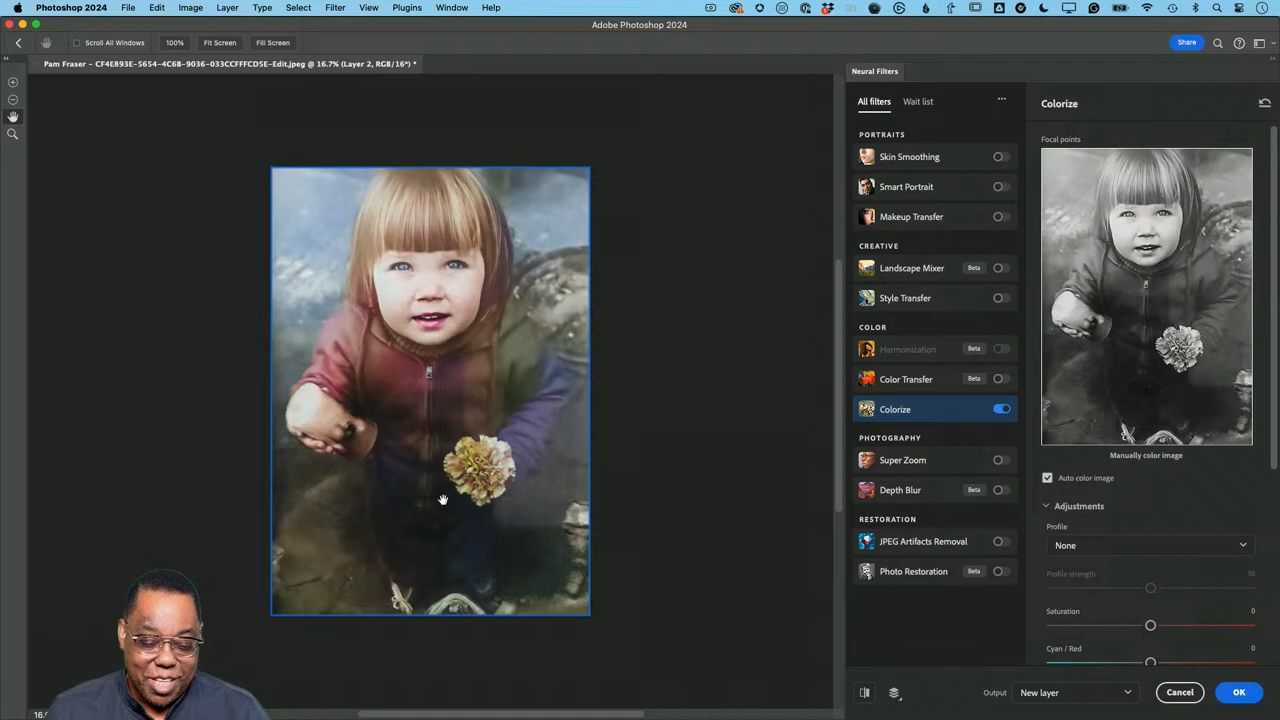 Adobe Photoshop 2024 File Edit Image Layer Type Select Filter View Plugins Window Help
Adobe Photoshop 2024
Scroll All Windows 100% Fit Screen Fill Screen Share
Pam Fraser – CF4E893E-5654-4C6B-9036-033CCFFFCD5E-Edit.jpeg @ 16.7% (Layer 2, RGB/16*) *
Neural Filters
All filters Wait list
Colorize
PORTRAITS
Focal points
Skin Smoothing
Smart Portrait
Makeup Transfer
CREATIVE
Landscape Mixer Beta
Style Transfer
COLOR
Harmonization Beta
Color Transfer Beta
Colorize
PHOTOGRAPHY
Manually color image
Super Zoom
Auto color image
Depth Blur Beta
Adjustments
RESTORATION
Profile
JPEG Artifacts Removal
None
Photo Restoration Beta
Profile strength 50
Saturation 0
Cyan / Red 0
Output New layer Cancel OK